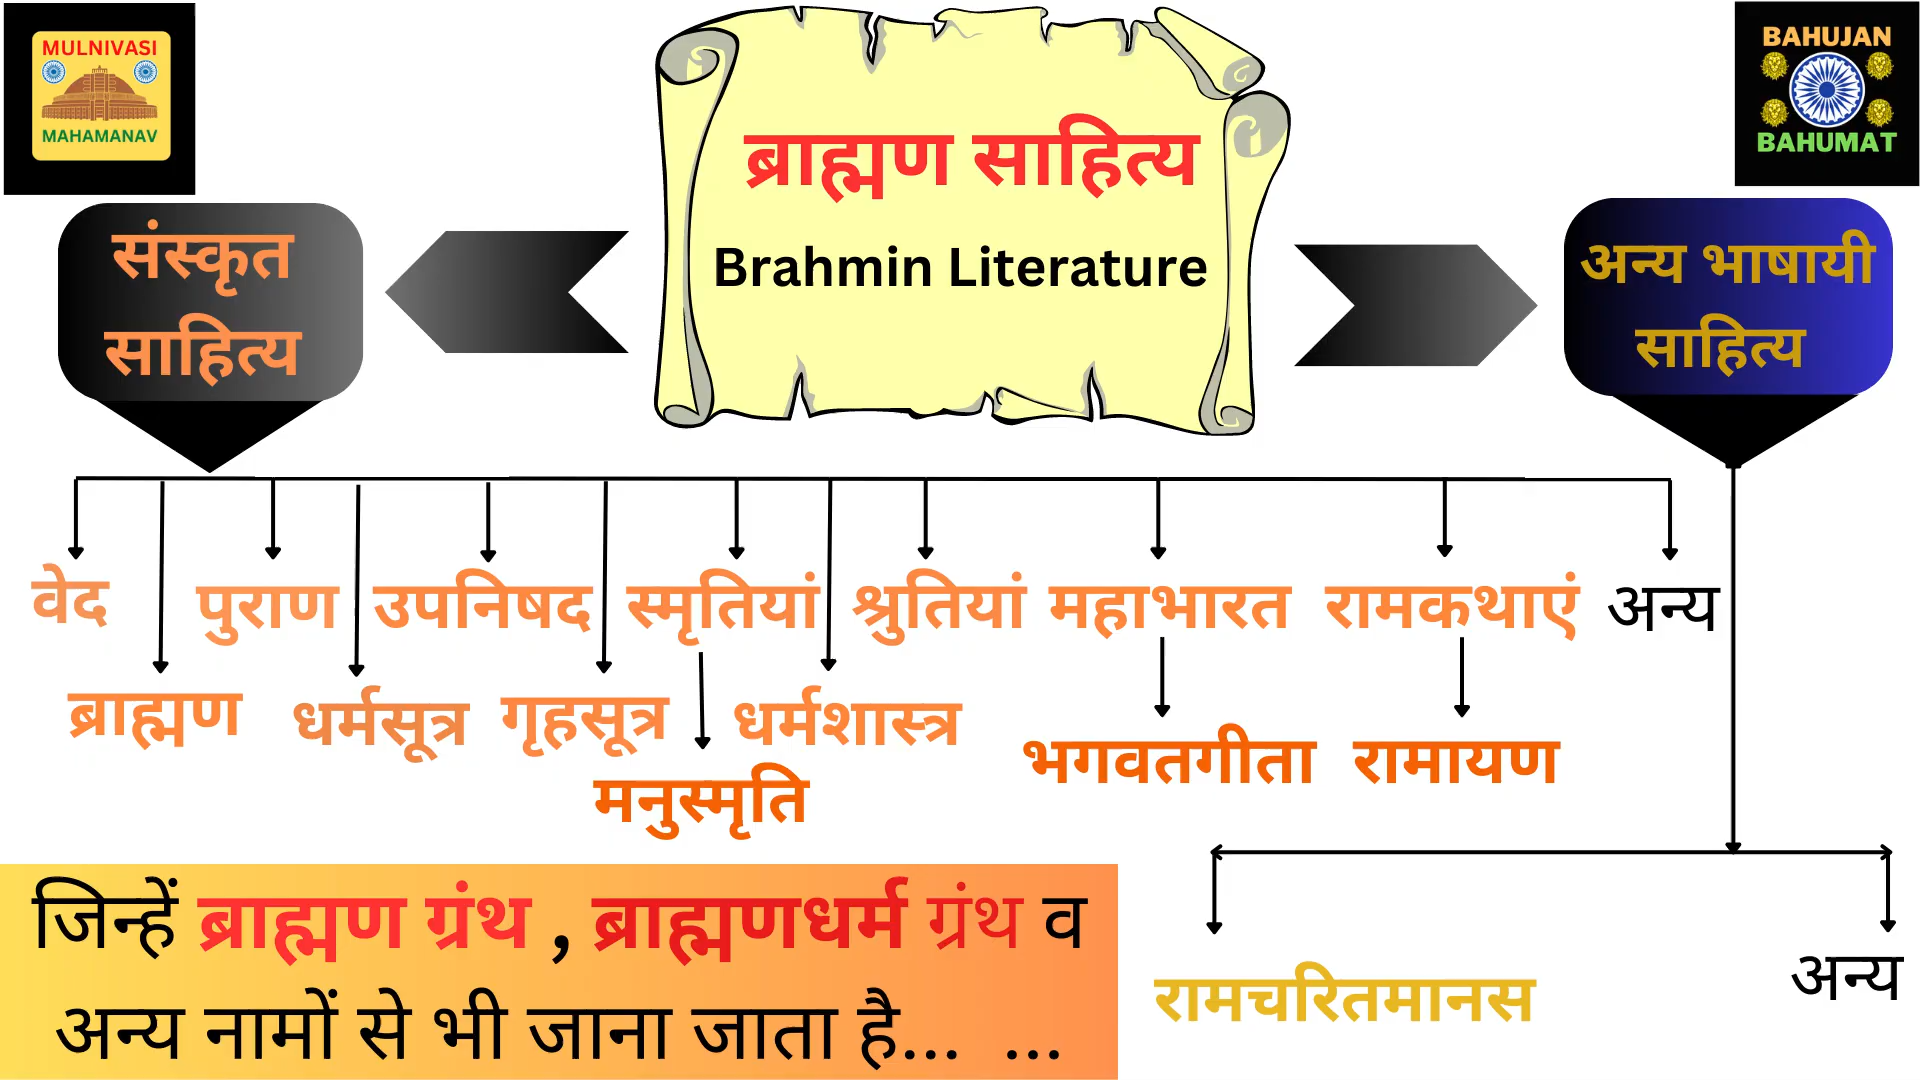 MULNIVASI
MAHAMANAV
BAHUJAN
BAHUMAT
ब्राह्मण साहित्य
Brahmin Literature
संस्कृत
साहित्य
अन्य भाषायी
साहित्य
वेद पुराण उपनिषद स्मृतियां श्रुतियां महाभारत रामकथाएं अन्य
ब्राह्मण धर्मसूत्र गृहसूत्र धर्मशास्त्र
भगवतगीता रामायण
मनुस्मृति
जिन्हें ब्राह्मण ग्रंथ , ब्राह्मणधर्म ग्रंथ व
अन्य नामों से भी जाना जाता है... ...
रामचरितमानस
अन्य